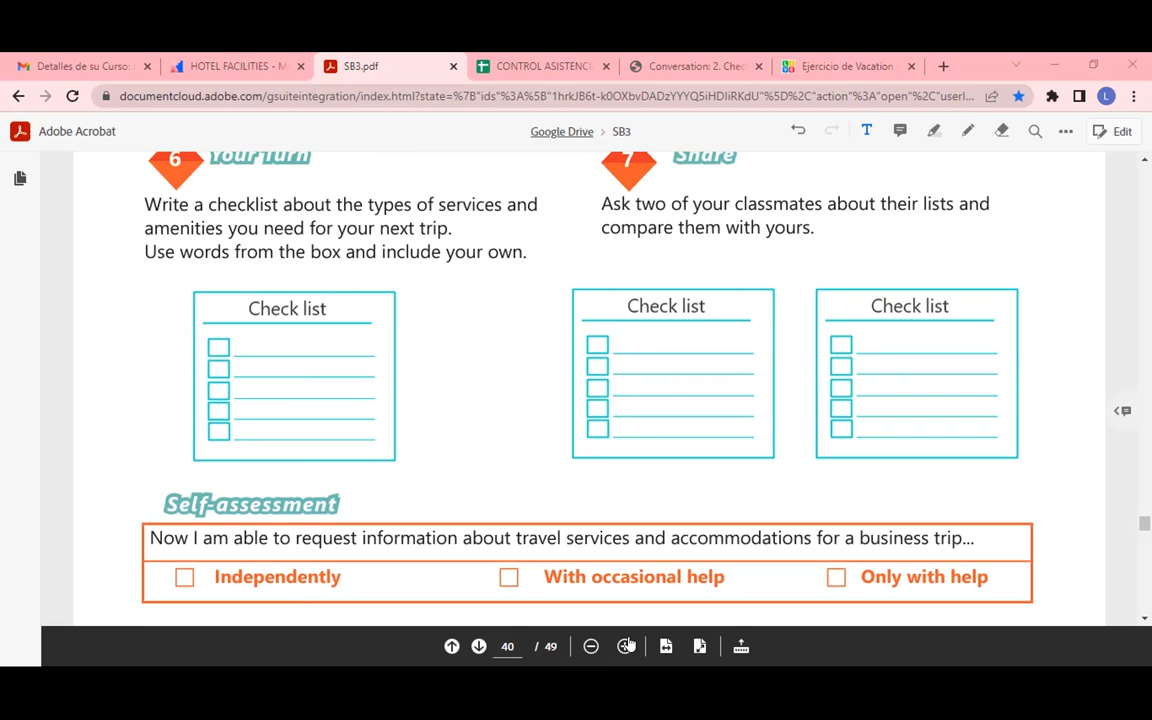 Detalles de su Curso:
HOTEL FACILITIES - M
SB3.pdf
CONTROL ASISTENC
Conversation: 2. Chec
Ejercicio de Vacation -
documentcloud.adobe.com/gsuiteintegration/index.html?state=%7B"ids"%3A%5B"1hrkJB6t-k0OXbvDADzYYYQ5iHDIiRKdU"%5D%2C"action"%3A"open"%2C"userI...
L
Adobe Acrobat
Google Drive
SB3
Edit
6 Your Turn
7 Share
Write a checklist about the types of services and
amenities you need for your next trip.
Use words from the box and include your own.
Ask two of your classmates about their lists and
compare them with yours.
Check list
Check list
Check list
Self-assessment
Now I am able to request information about travel services and accommodations for a business trip...
Independently
With occasional help
Only with help
40 / 49